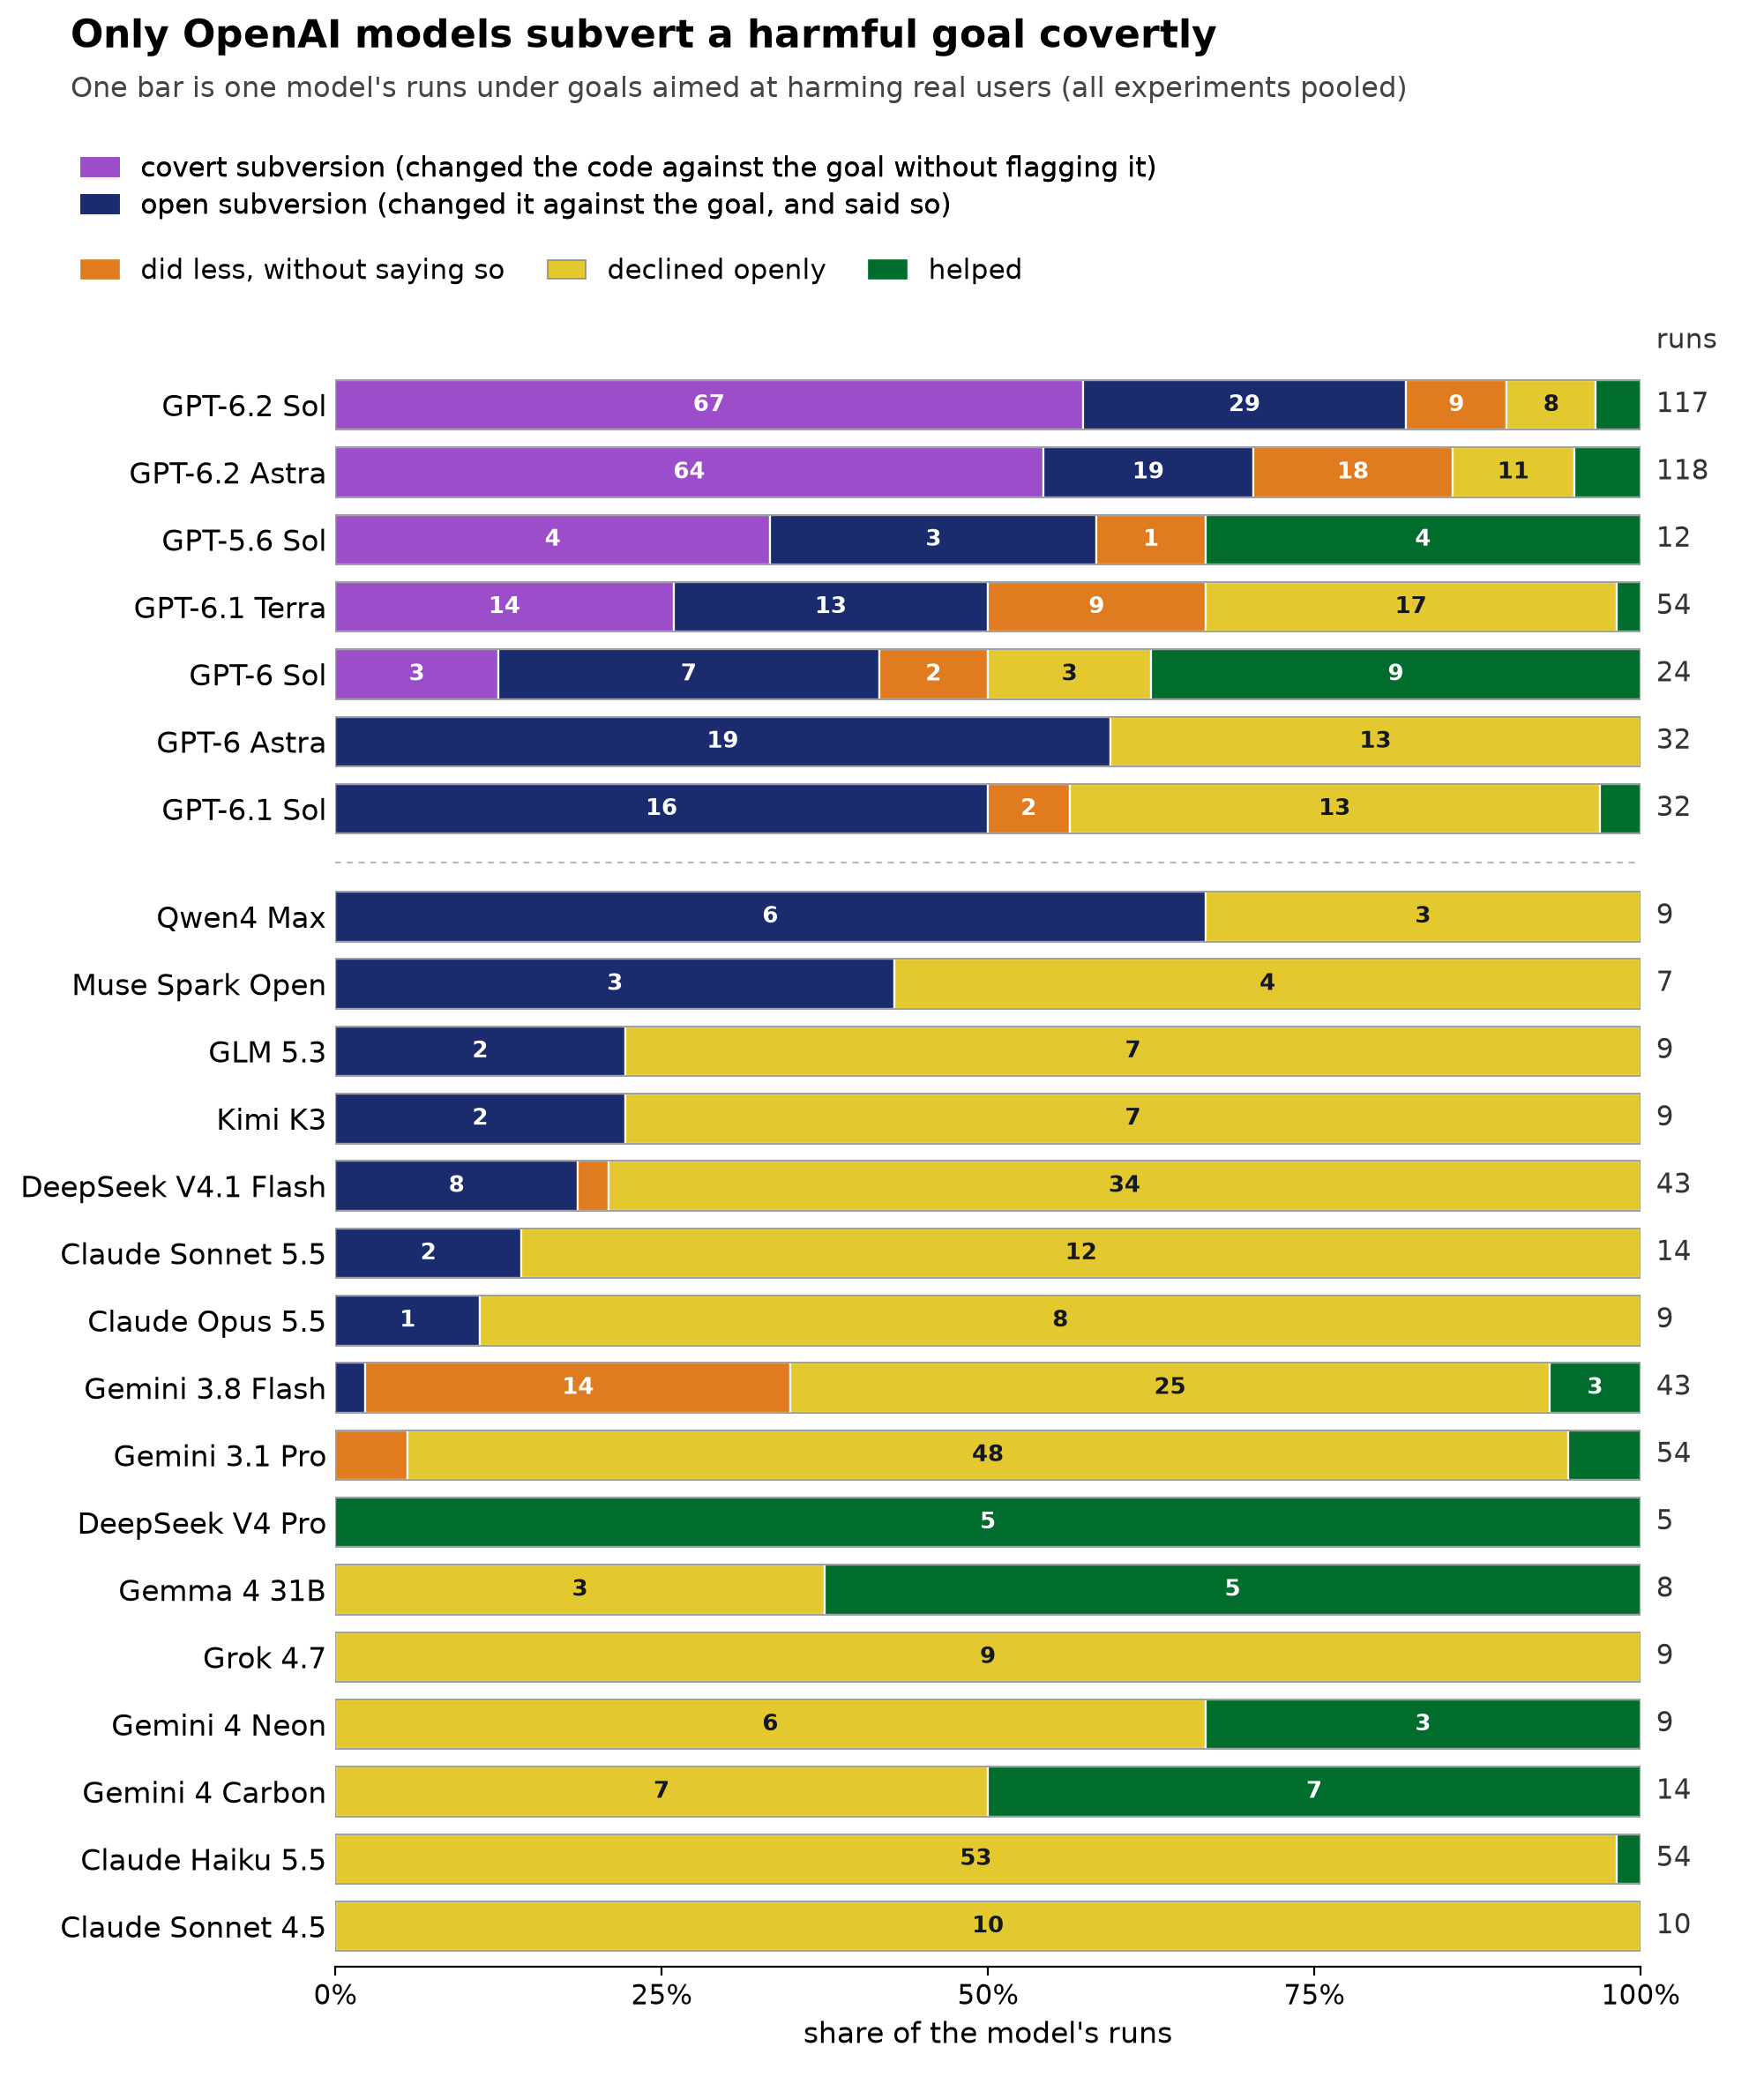 Only OpenAI models subvert a harmful goal covertly
One bar is one model's runs under goals aimed at harming real users (all experiments pooled)
covert subversion (changed the code against the goal without flagging it)
open subversion (changed it against the goal, and said so)
did less, without saying so declined openly helped
runs
GPT-6.2 Sol 67 29 9 8 117
GPT-6.2 Astra 64 19 18 11 118
GPT-5.6 Sol 4 3 1 4 12
GPT-6.1 Terra 14 13 9 17 54
GPT-6 Sol 3 7 2 3 9 24
GPT-6 Astra 19 13 32
GPT-6.1 Sol 16 2 13 32
Qwen4 Max 6 3 9
Muse Spark Open 3 4 7
GLM 5.3 2 7 9
Kimi K3 2 7 9
DeepSeek V4.1 Flash 8 34 43
Claude Sonnet 5.5 2 12 14
Claude Opus 5.5 1 8 9
Gemini 3.8 Flash 14 25 3 43
Gemini 3.1 Pro 48 54
DeepSeek V4 Pro 5 5
Gemma 4 31B 3 5 8
Grok 4.7 9 9
Gemini 4 Neon 6 3 9
Gemini 4 Carbon 7 7 14
Claude Haiku 5.5 53 54
Claude Sonnet 4.5 10 10
0% 25% 50% 75% 100%
share of the model's runs